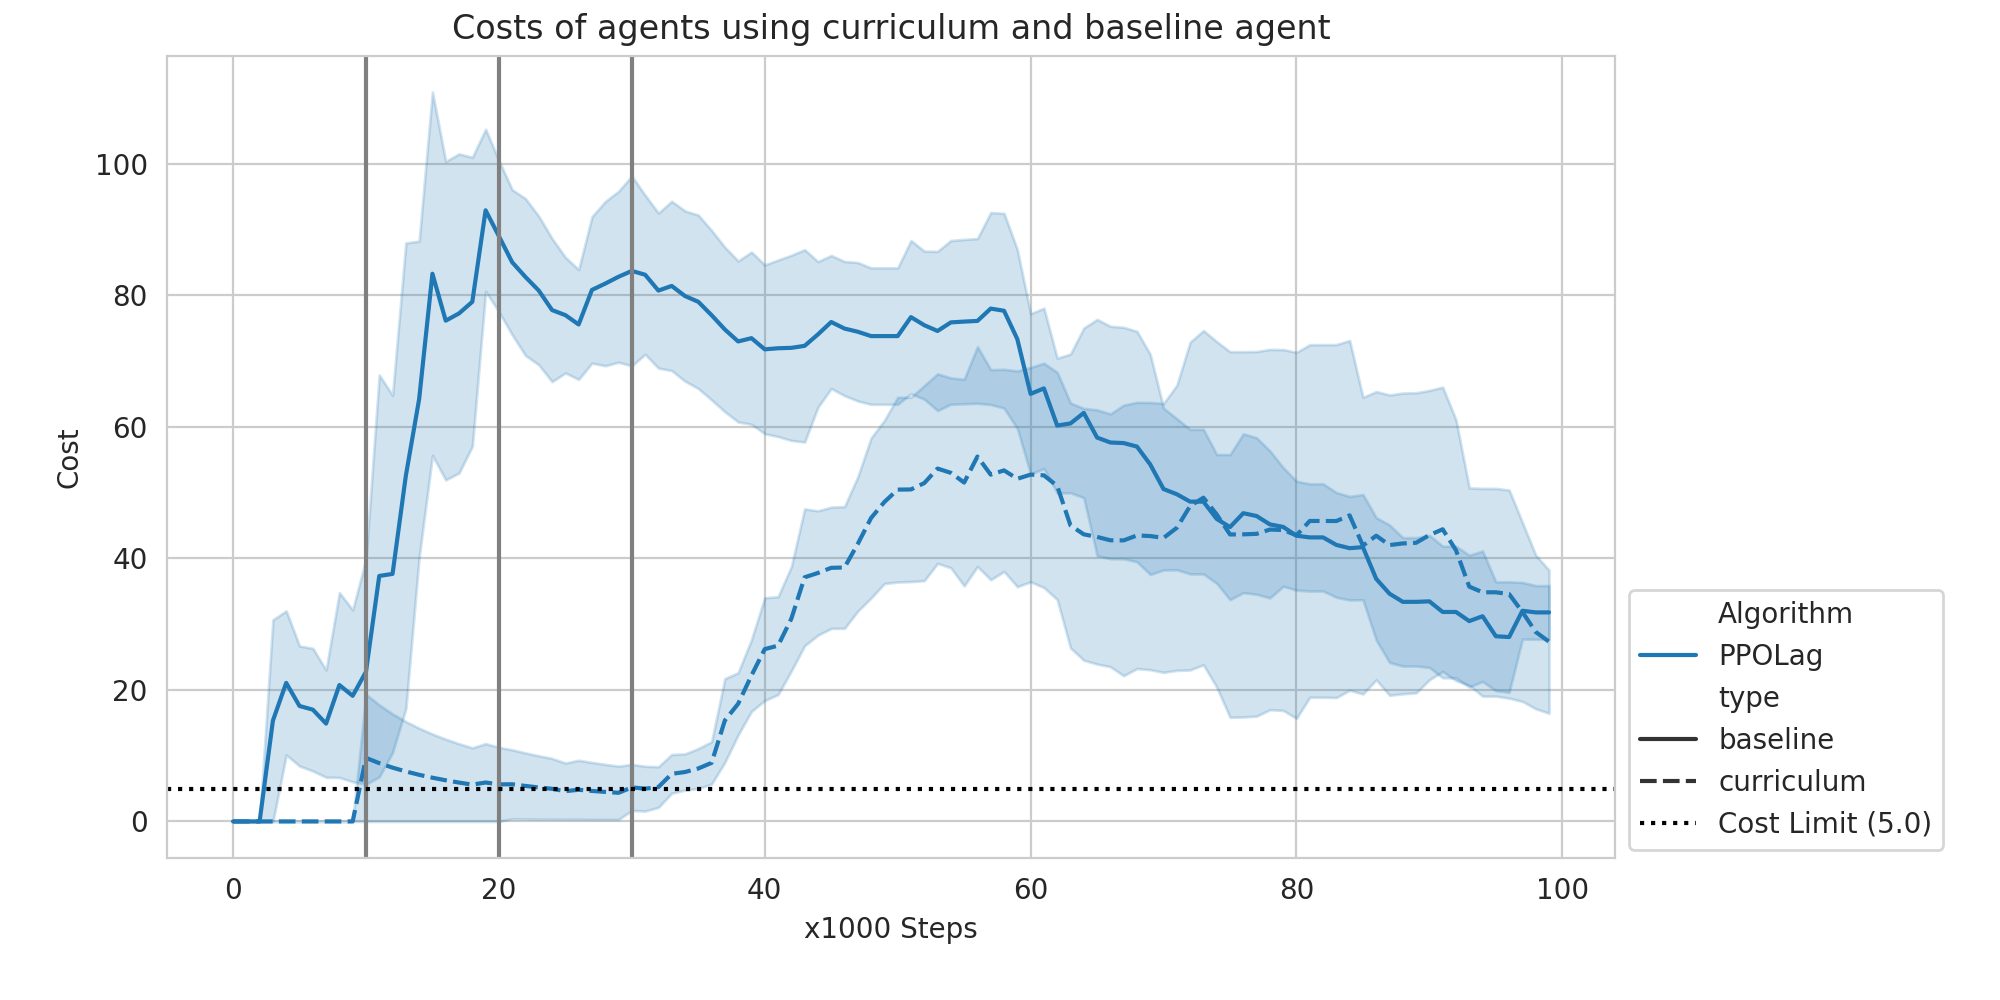 Costs of agents using curriculum and baseline agent
Cost
100
80
60
40
20
0
0 20 40 60 80 100
x1000 Steps
Algorithm
PPOLag
type
baseline
curriculum
Cost Limit (5.0)